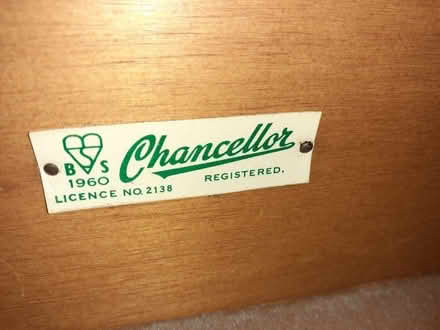 Chancellor
B S
1960
LICENCE NO. 2138
REGISTERED.